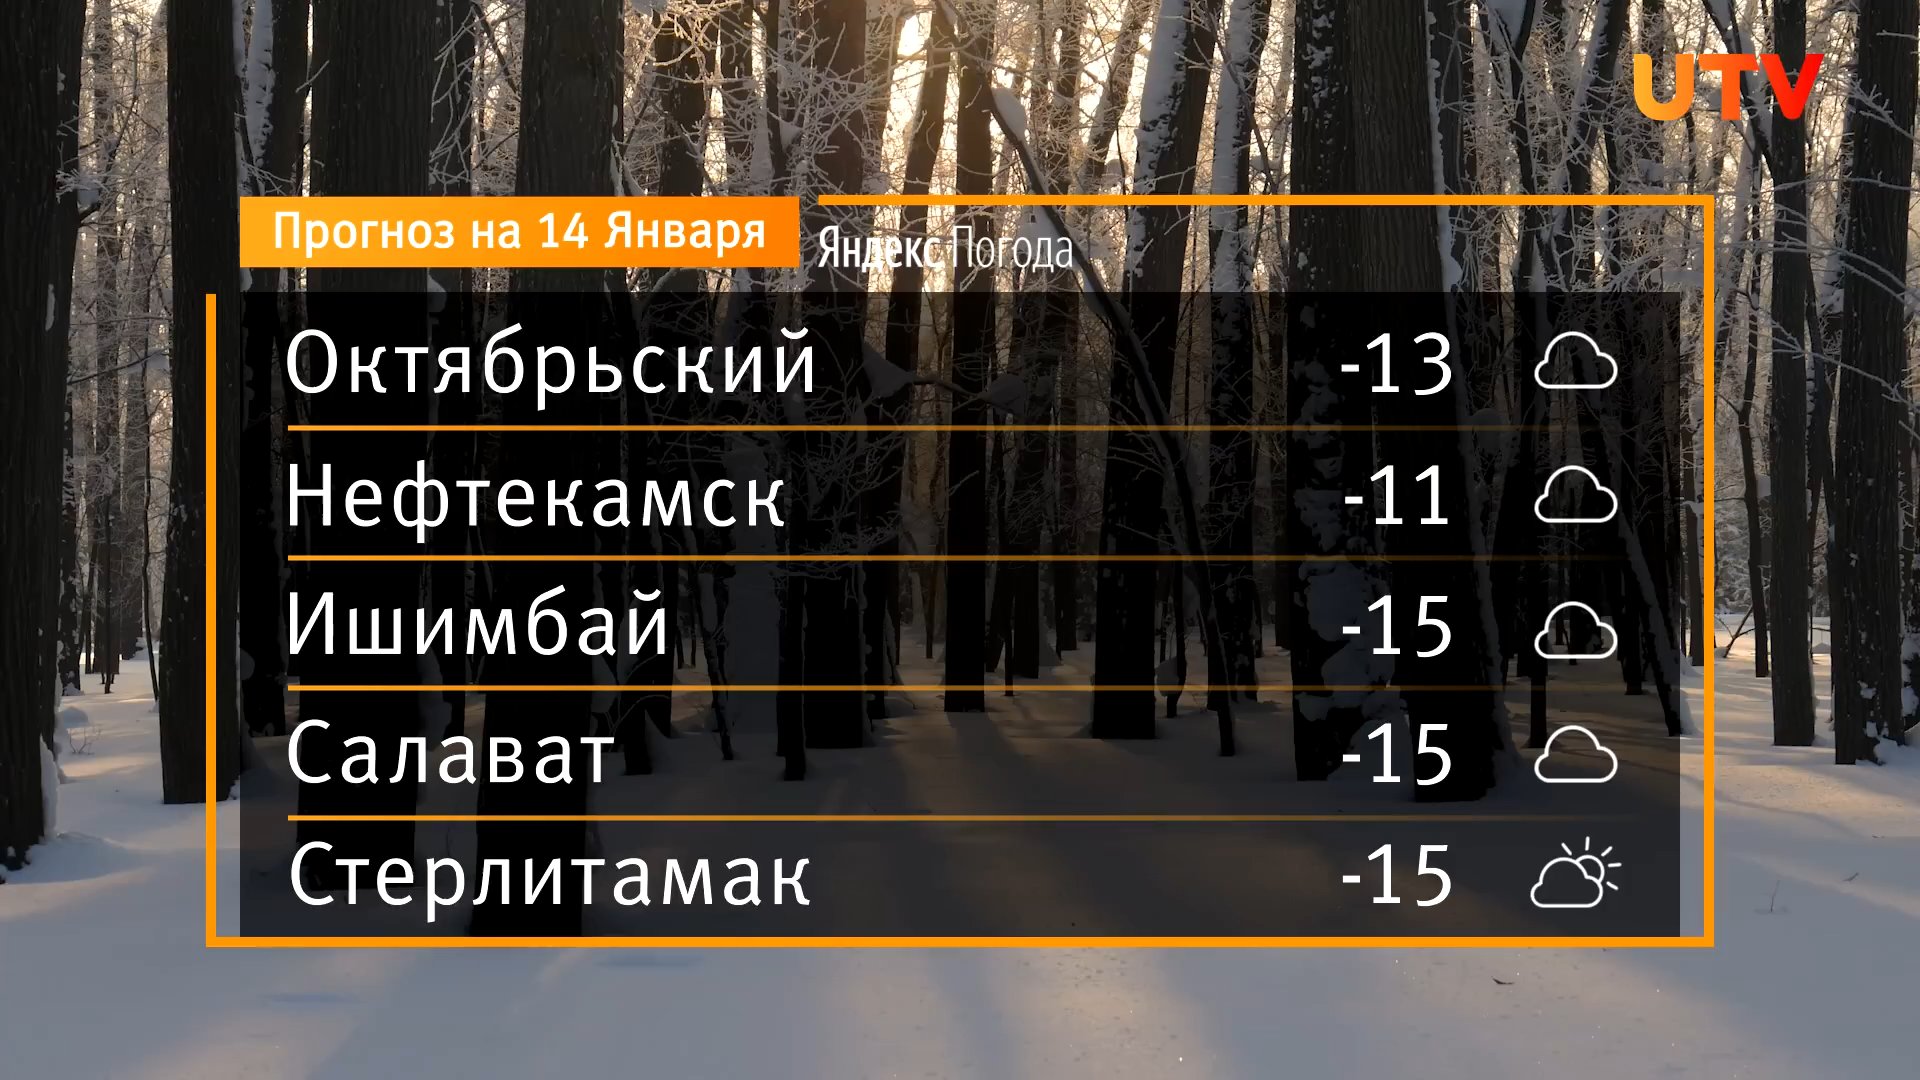 UTV
Прогноз на 14 Января
Яндекс Погода
Октябрьский -13
Нефтекамск -11
Ишимбай -15
Салават -15
Стерлитамак -15